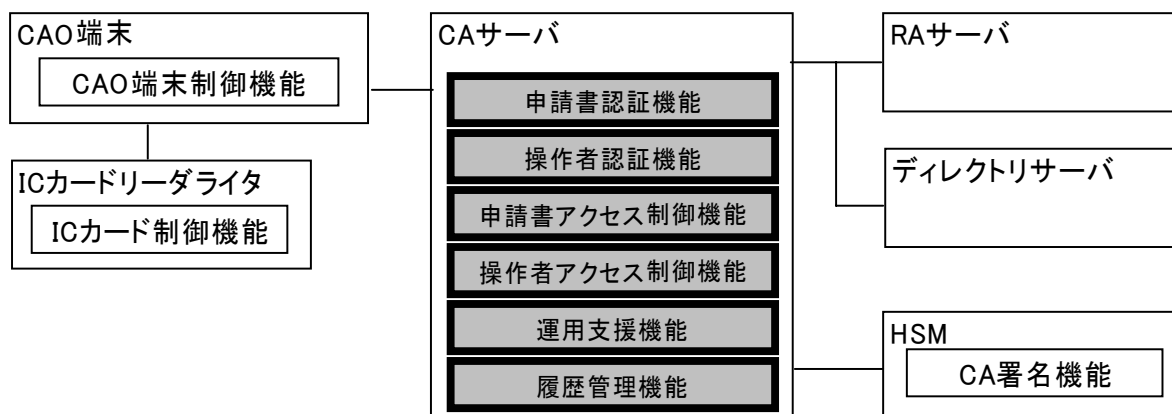 CAO端末
CAO端末制御機能
ICカードリーダライタ
ICカード制御機能
CAサーバ
申請書認証機能
操作者認証機能
申請書アクセス制御機能
操作者アクセス制御機能
運用支援機能
履歴管理機能
RAサーバ
ディレクトリサーバ
HSM
CA署名機能